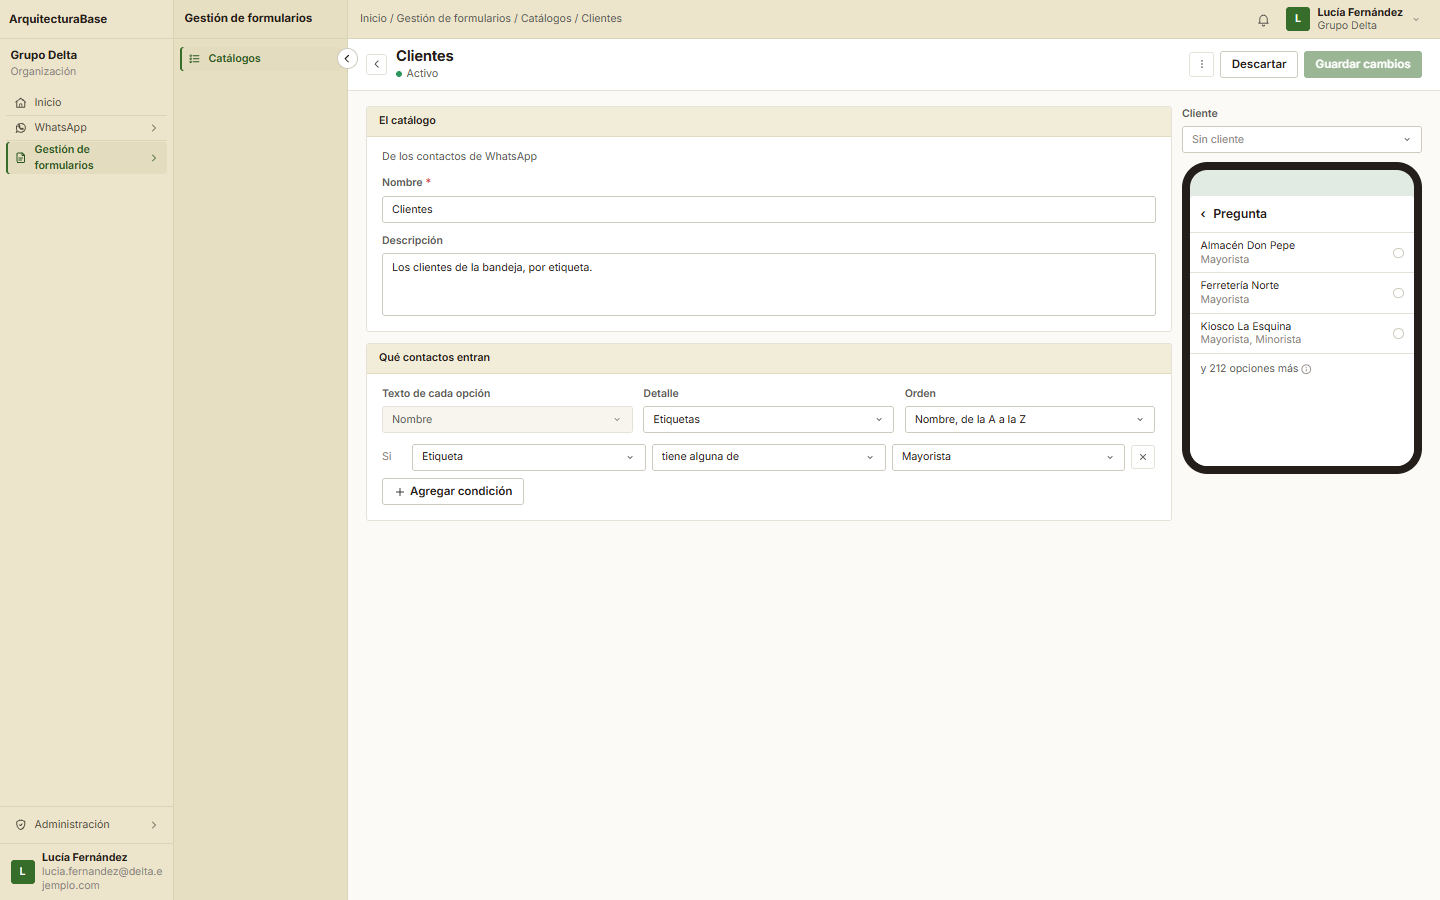 ArquitecturaBase
Grupo Delta
Organización
Inicio
WhatsApp
Gestión de
formularios
Administración
Lucía Fernández
lucia.fernandez@delta.e
jemplo.com
L
Gestión de formularios
Catálogos
Inicio / Gestión de formularios / Catálogos / Clientes
L
Lucía Fernández
Grupo Delta
Clientes
Activo
Descartar
Guardar cambios
El catálogo
De los contactos de WhatsApp
Nombre *
Clientes
Descripción
Los clientes de la bandeja, por etiqueta.
Qué contactos entran
Texto de cada opción
Detalle
Orden
Nombre
Etiquetas
Nombre, de la A a la Z
Si
Etiqueta
tiene alguna de
Mayorista
Agregar condición
Cliente
Sin cliente
Pregunta
Almacén Don Pepe
Mayorista
Ferretería Norte
Mayorista
Kiosco La Esquina
Mayorista, Minorista
y 212 opciones más